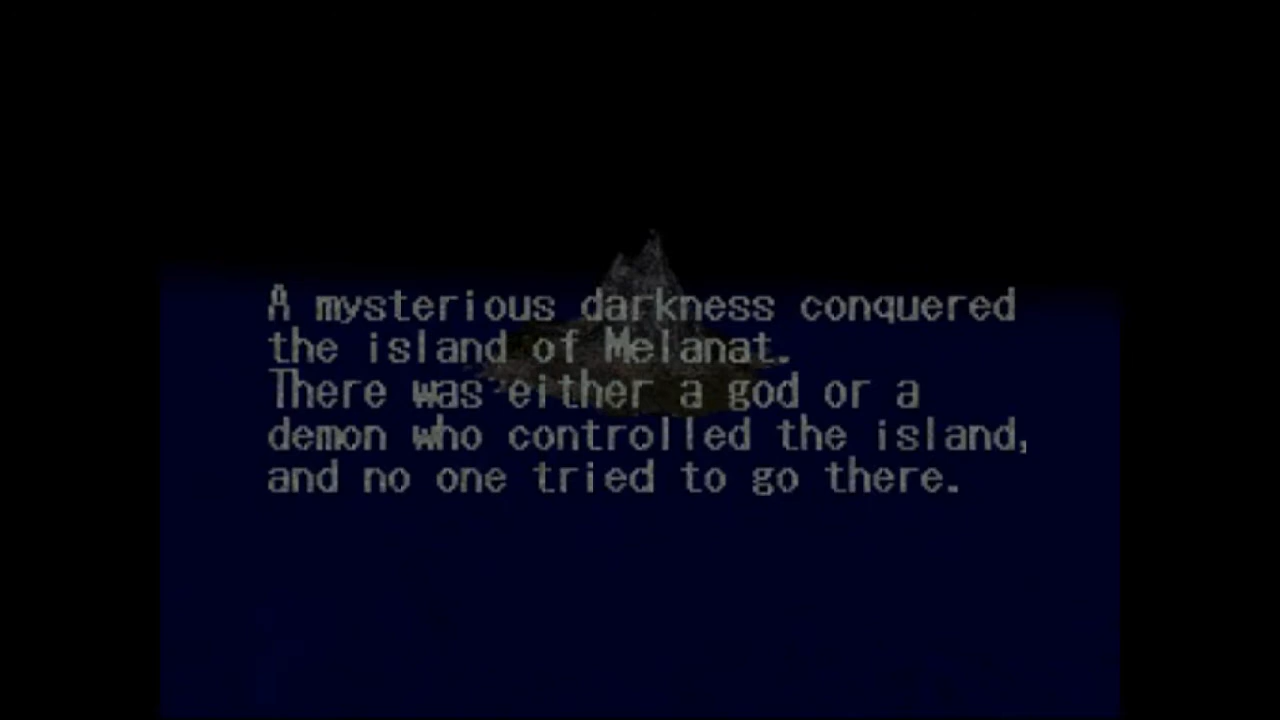 A mysterious darkness conquered
the island of Melanat.
There was either a god or a
demon who controlled the island,
and no one tried to go there.